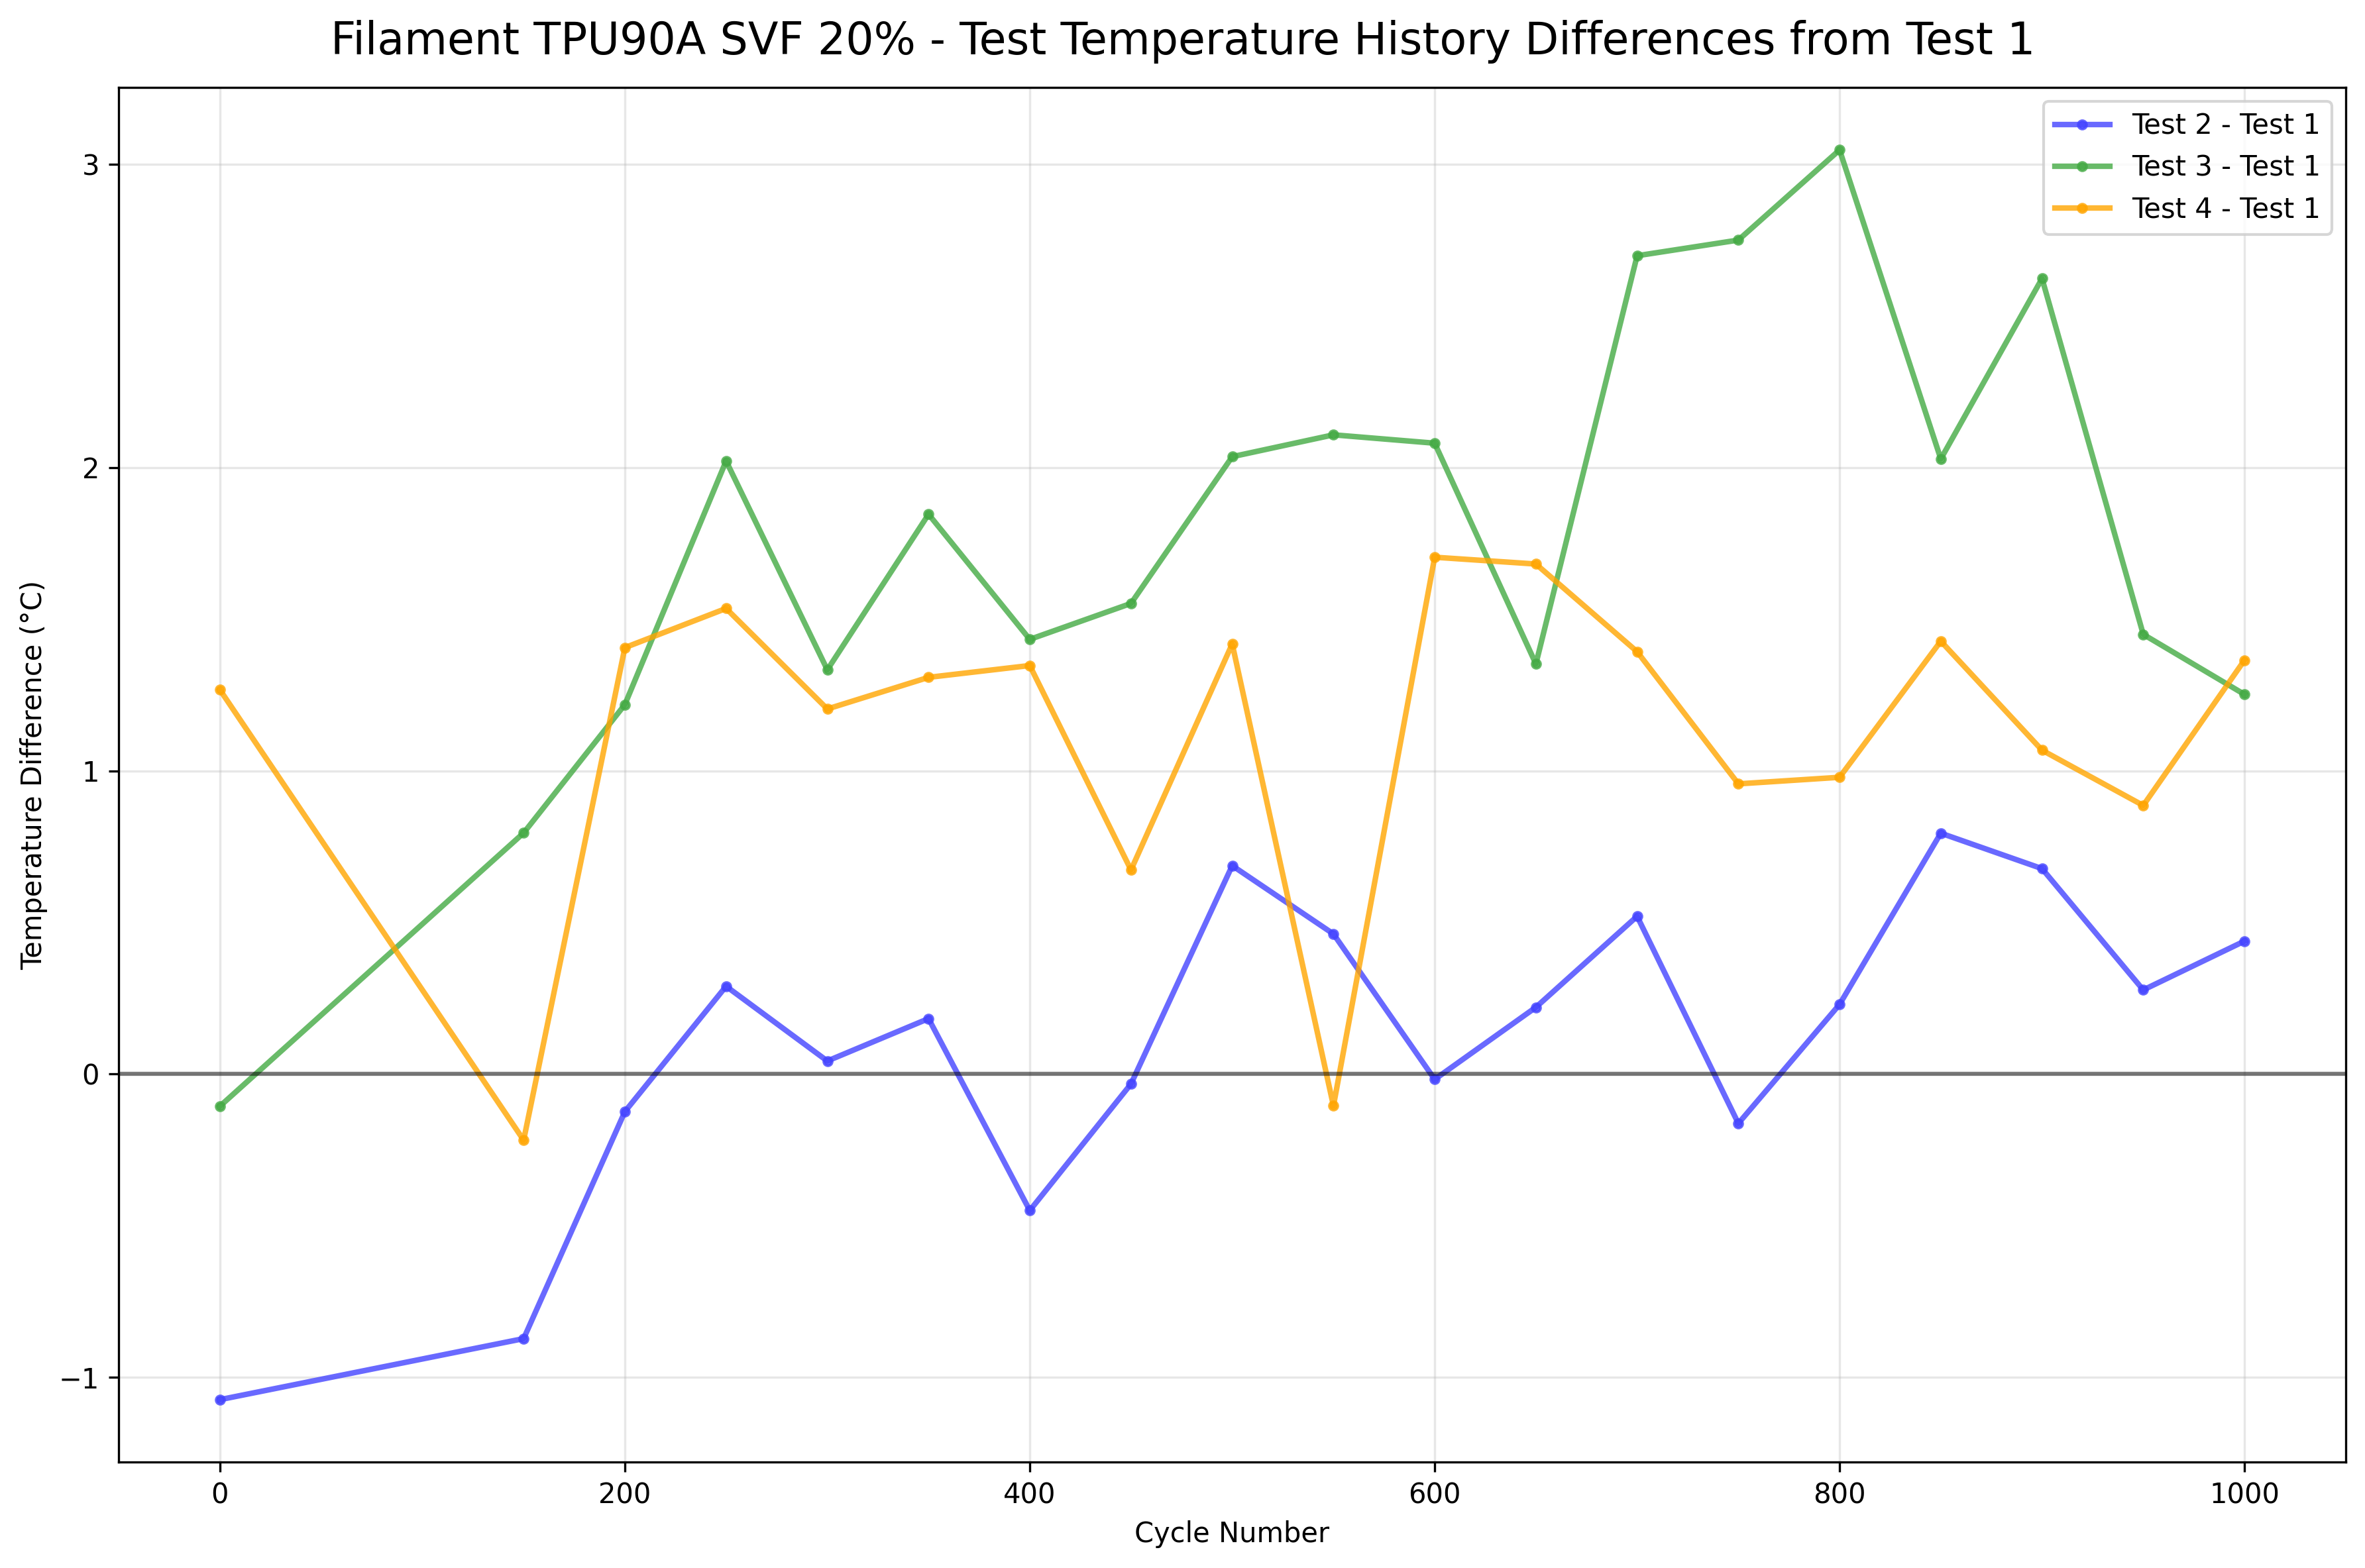 Filament TPU90A SVF 20% - Test Temperature History Differences from Test 1
Test 2 - Test 1
Test 3 - Test 1
Test 4 - Test 1
Temperature Difference (°C)
3
2
1
0
−1
0 200 400 600 800 1000
Cycle Number